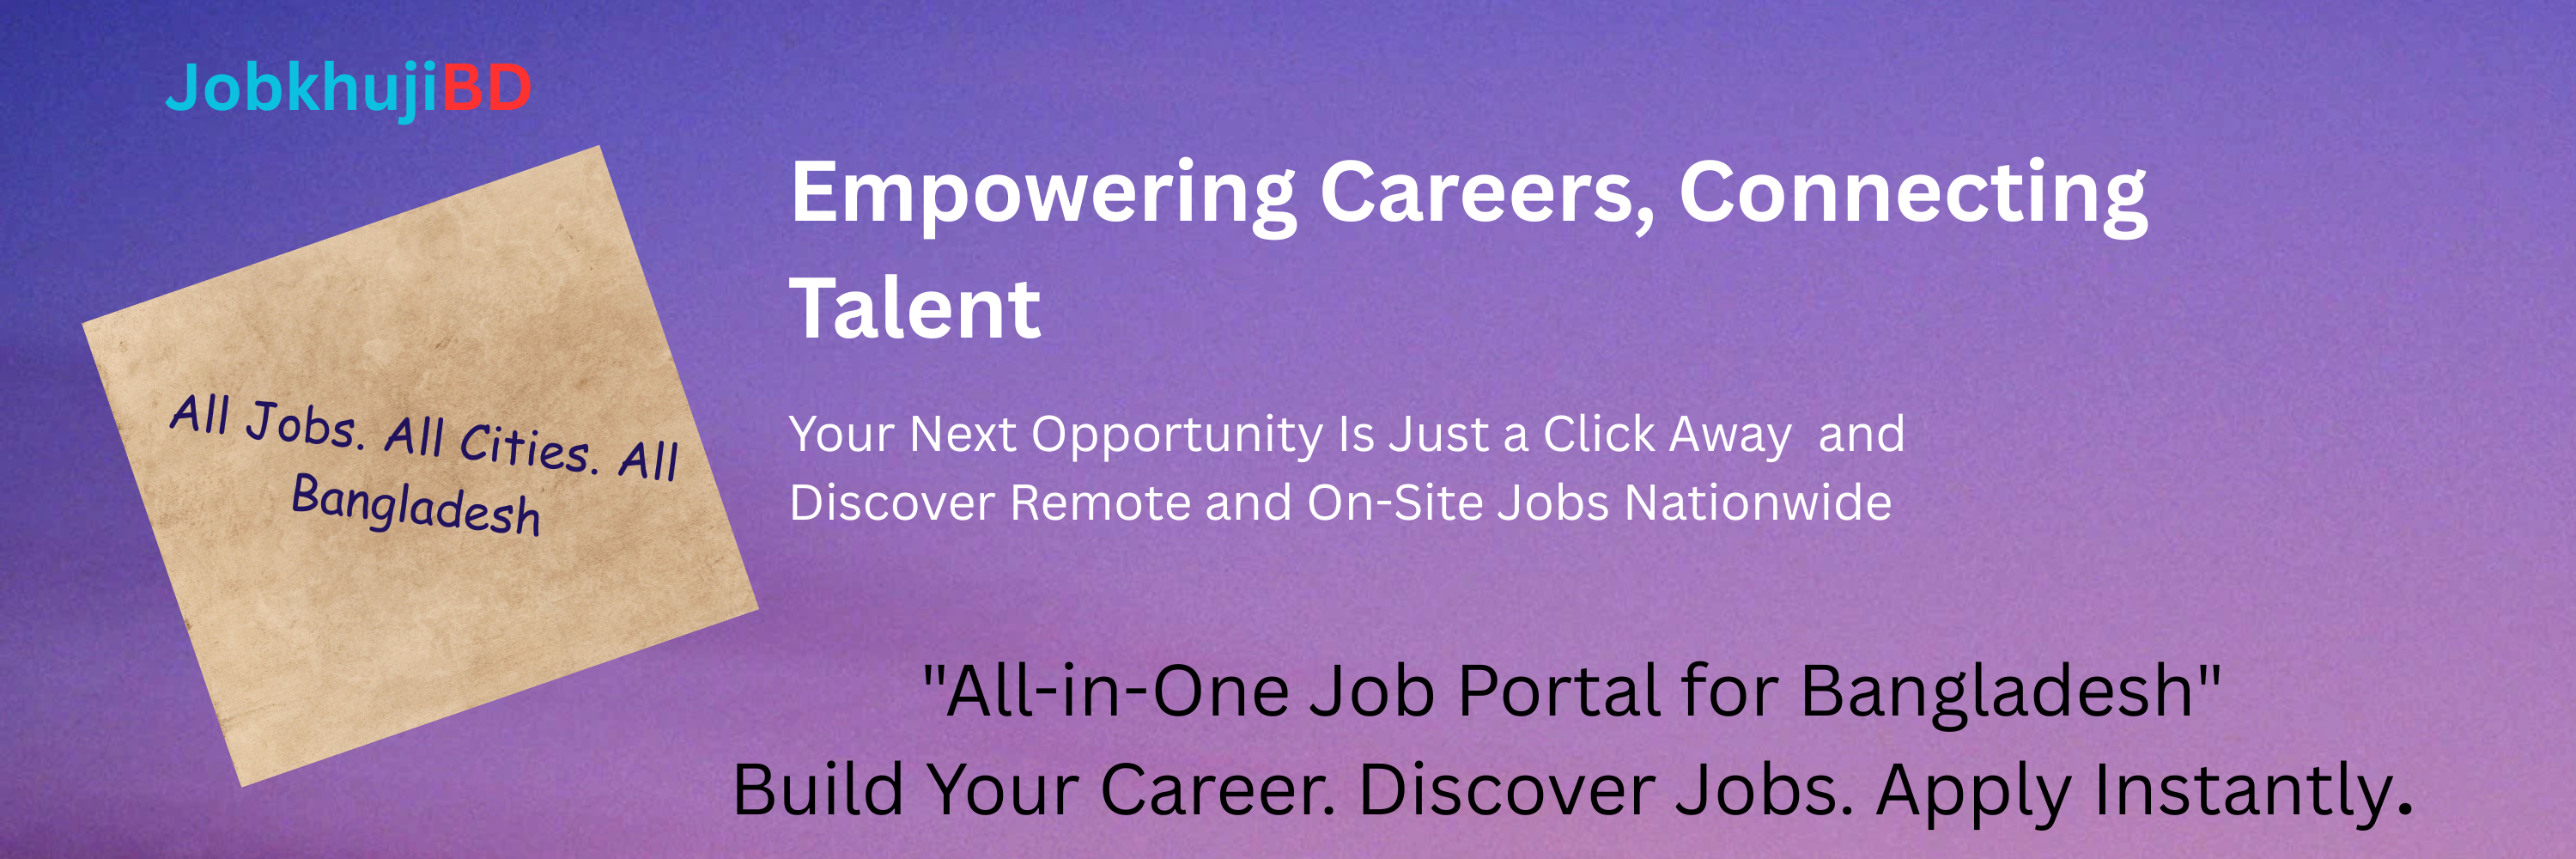 JobkhujiBD
All Jobs. All Cities. All
Bangladesh
Empowering Careers, Connecting
Talent
Your Next Opportunity Is Just a Click Away  and
Discover Remote and On-Site Jobs Nationwide
"All-in-One Job Portal for Bangladesh"
Build Your Career. Discover Jobs. Apply Instantly.